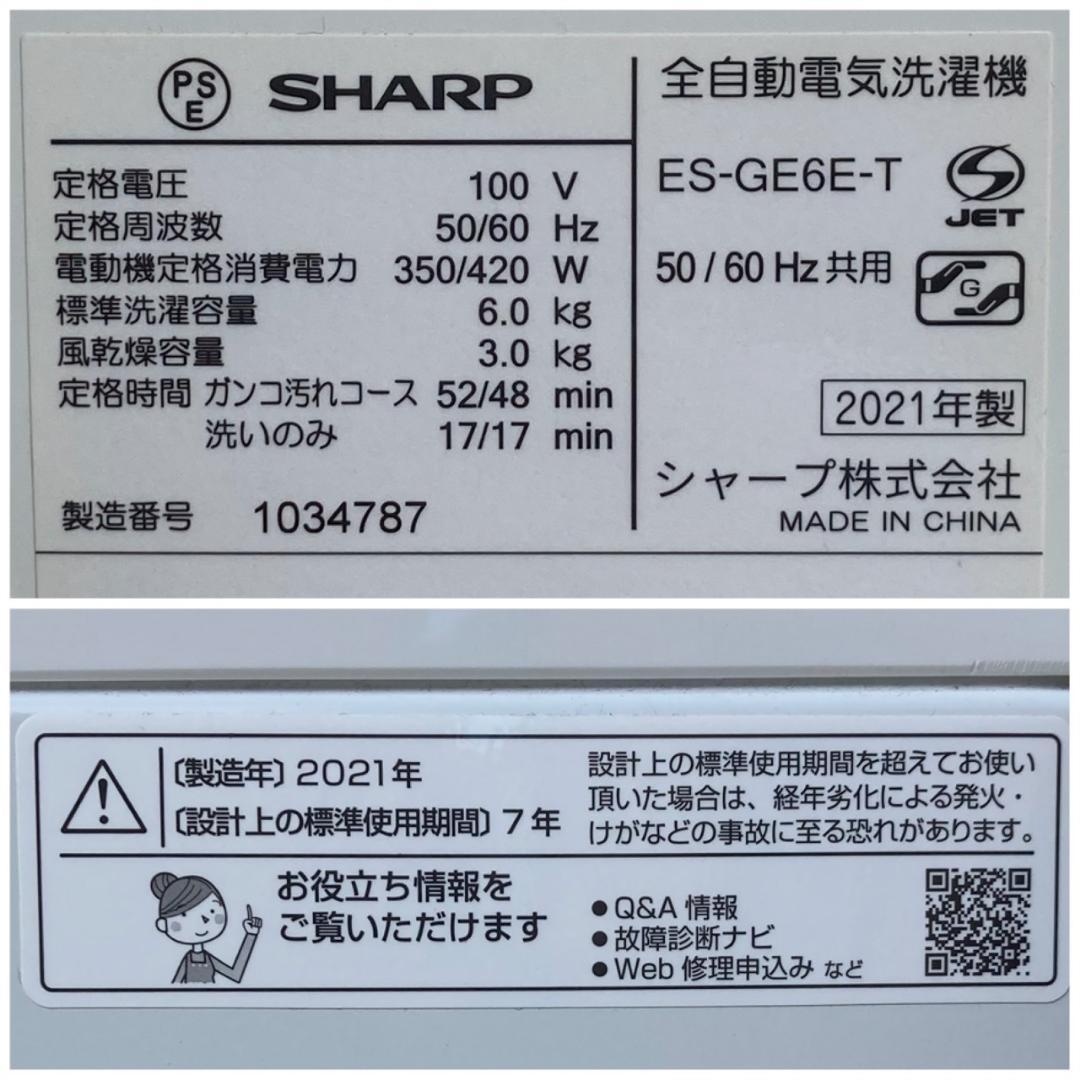 PSE SHARP
定格電圧 100 V
定格周波数 50/60 Hz
電動機定格消費電力 350/420 W
標準洗濯容量 6.0 kg
風乾燥容量 3.0 kg
定格時間 ガンコ汚れコース 52/48 min
洗いのみ 17/17 min
製造番号 1034787
全自動電気洗濯機
ES-GE6E-T
JET
50/60 Hz共用
G
2021年製
シャープ株式会社
MADE IN CHINA
〔製造年〕2021年
〔設計上の標準使用期間〕7年
設計上の標準使用期間を超えてお使い
頂いた場合は、経年劣化による発火・
けがなどの事故に至る恐れがあります。
お役立ち情報を
ご覧いただけます
●Q&A 情報
●故障診断ナビ
●Web 修理申込み など